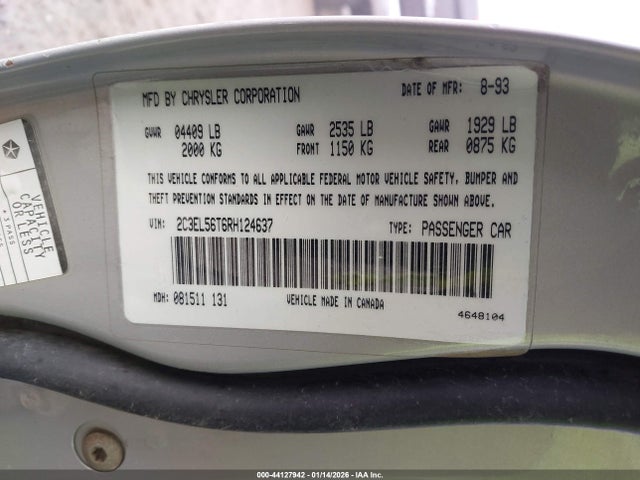 MFD BY CHRYSLER CORPORATION DATE OF MFR: 8-93
GVWR 04409 LB GAWR 2535 LB GAWR 1929 LB
2000 KG FRONT 1150 KG REAR 0875 KG
THIS VEHICLE CONFORMS TO ALL APPLICABLE FEDERAL MOTOR VEHICLE SAFETY, BUMPER AND
THEFT PREVENTION STANDARDS IN EFFECT ON THE DATE OF MANUFACTURE SHOWN ABOVE.
VIN: 2C3EL56T6RH124637 TYPE: PASSENGER CAR
MDH: 081511 131 VEHICLE MADE IN CANADA 4648104
VEHICLE
CAPACITY
OR LESS
000-44127942 - 01/14/2026 - IAA Inc.